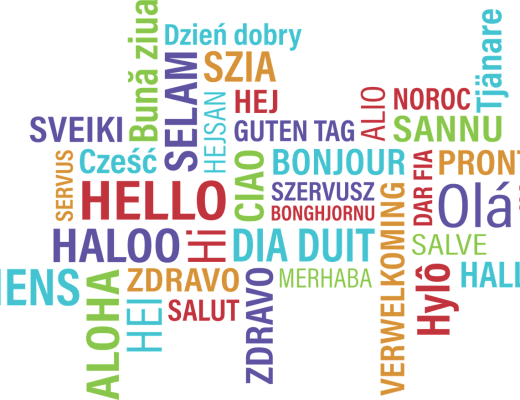 Bună ziua
Dzień dobry
Tjänare
SELAM
SZIA
HEJSAN
HEJ
ALIO
NOROC
SVEIKI
GUTEN TAG
SANNU
SERVUS
Cześć
CIAO
BONJOUR
DAR FIA
PRONT
HELLO
SZERVUSZ
BONGHJORNU
VERWELKOMING
Olá
HALOO
Hi
DIA DUIT
SALVE
IENS
ALOHA
HEI
ZDRAVO
ZDRAVO
MERHABA
Hylô
HALL
SALUT